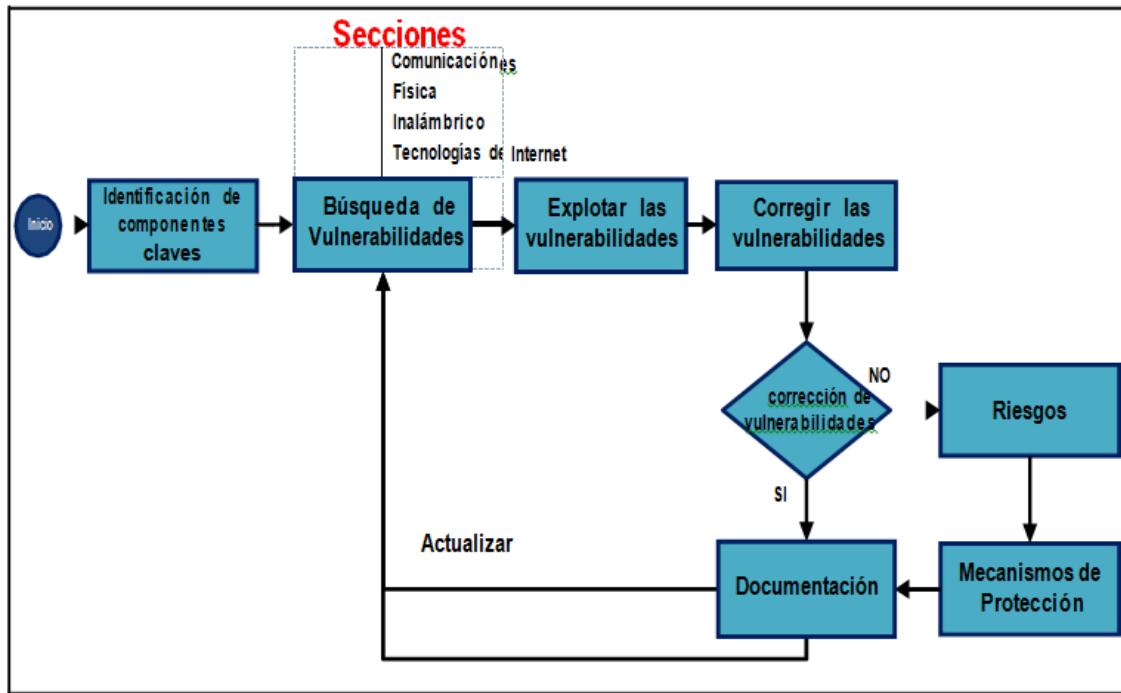 Secciones
Comunicaciones
Física
Inalámbrico
Tecnologías de Internet
Inicio
Identificación de
componentes
claves
Búsqueda de
Vulnerabilidades
Explotar las
vulnerabilidades
Corregir las
vulnerabilidades
corrección de
vulnerabilidades
NO
Riesgos
SI
Actualizar
Documentación
Mecanismos de
Protección